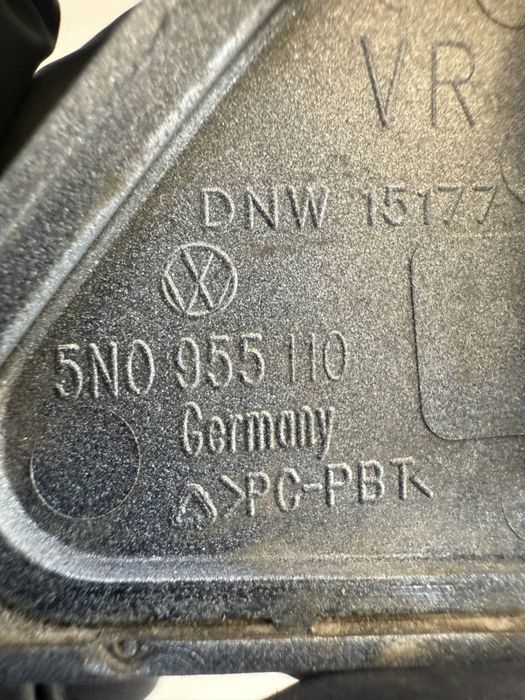 VR
DNW 15177
5N0 955 110
Germany
>PC-PBT<